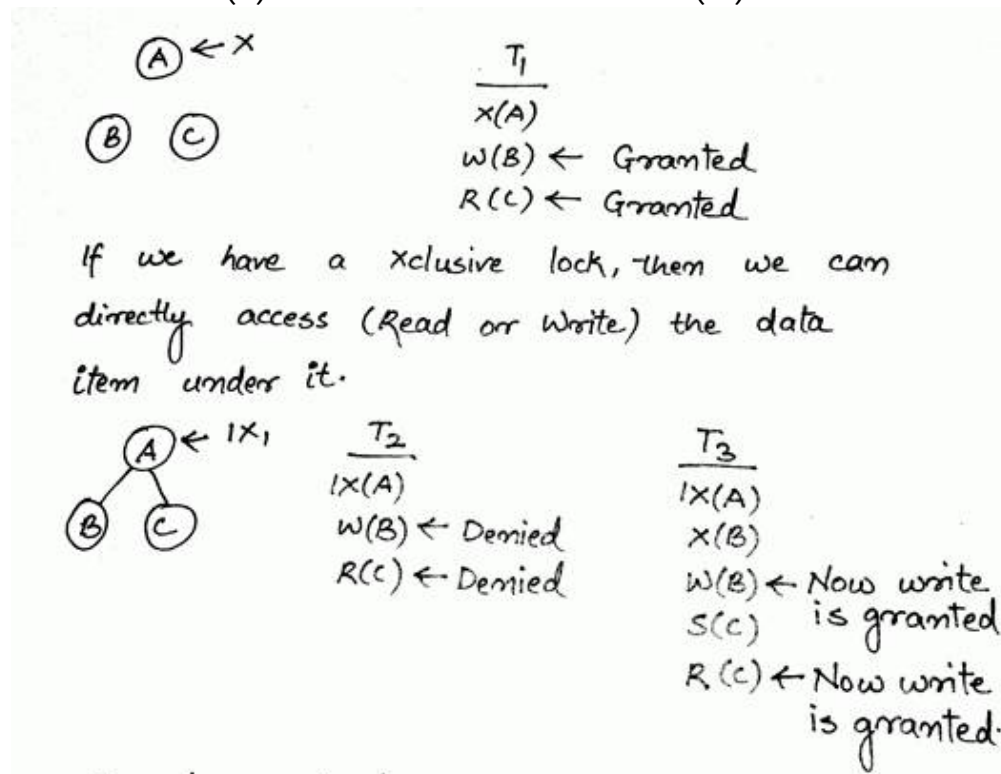 A ← X
B C
T1
X(A)
W(B) ← Granted
R(C) ← Granted
If we have a xclusive lock, then we can
directly access (Read or Write) the data
item under it.
A ← IX1
B C
T2
IX(A)
W(B) ← Denied
R(C) ← Denied
T3
IX(A)
X(B)
W(B) ← Now write
is granted
S(C)
R(C) ← Now write
is granted.